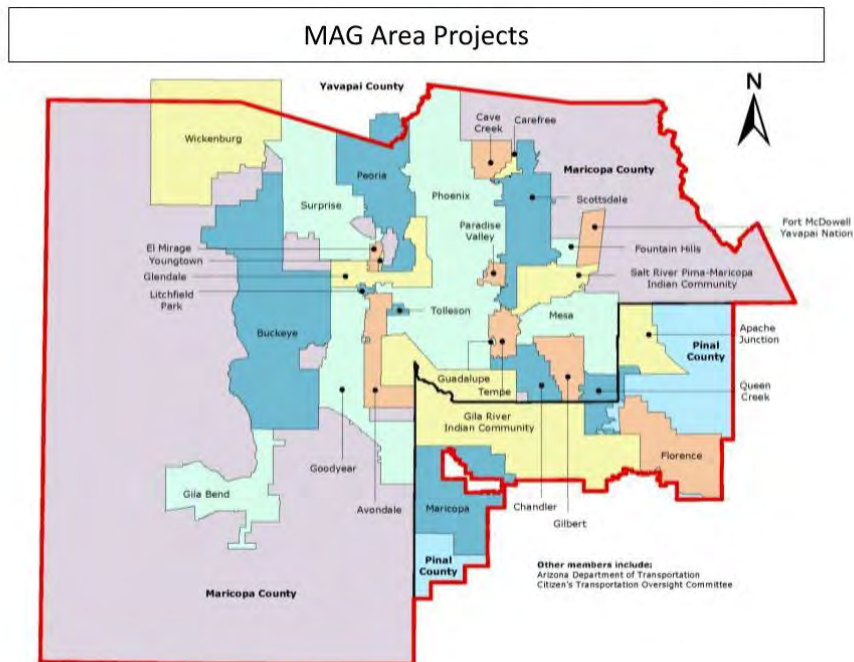 MAG Area Projects
Yavapai County
N
Wickenburg
Cave
Creek
Carefree
Peoria
Maricopa County
Phoenix
Surprise
Scottsdale
Fort McDowell
Yavapai Nation
El Mirage
Paradise
Valley
Youngtown
Fountain Hills
Glendale
Salt River Pima-Maricopa
Indian Community
Litchfield
Park
Tolleson
Mesa
Buckeye
Apache
Junction
Pinal
County
Guadalupe
Tempe
Queen
Creek
Gila River
Indian Community
Florence
Goodyear
Gila Bend
Avondale
Maricopa
Chandler
Gilbert
Pinal
County
Other members include:
Arizona Department of Transportation
Citizen's Transportation Oversight Committee
Maricopa County